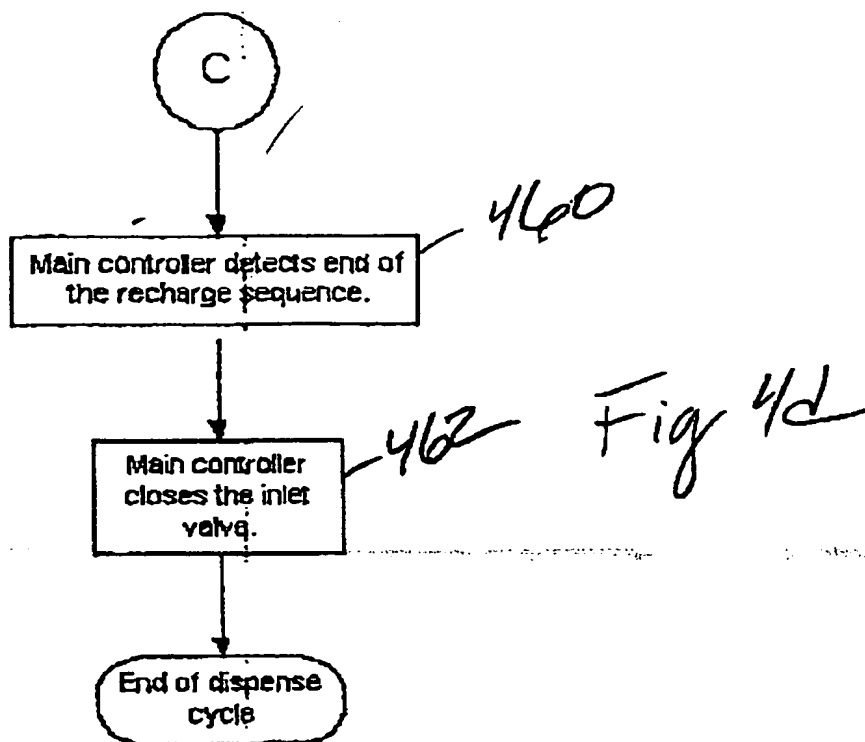 C
460
Main controller detects end of
the recharge sequence.
462
Fig 4d
Main controller
closes the inlet
valve.
End of dispense
cycle